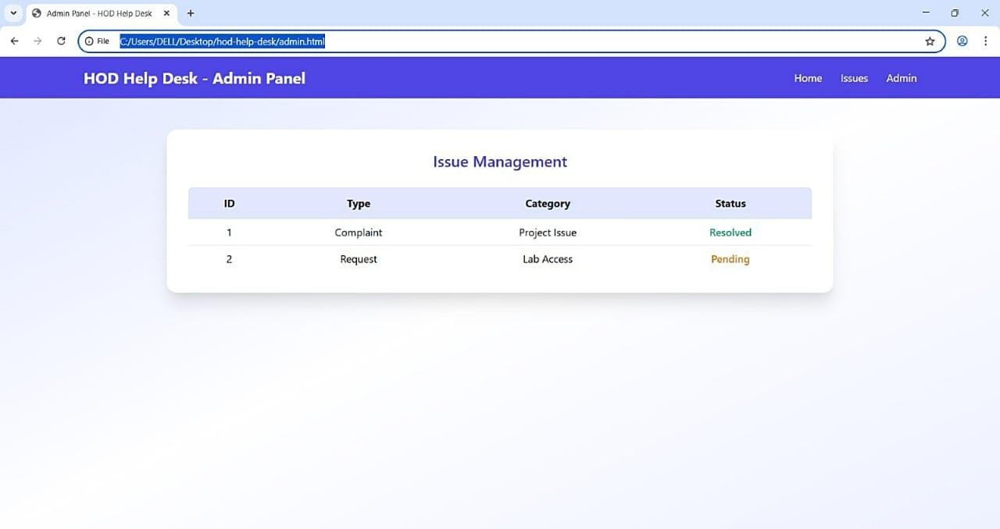 Admin Panel - HOD Help Desk
File C:/Users/DELL/Desktop/hod-help-desk/admin.html
HOD Help Desk - Admin Panel Home Issues Admin
Issue Management
ID Type Category Status
1 Complaint Project Issue Resolved
2 Request Lab Access Pending